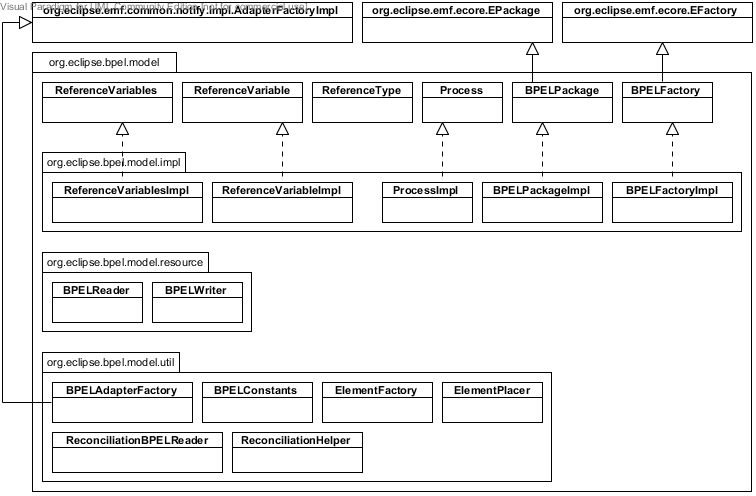 Visual Paradigm for UML Community Edition [not for commercial use]
org.eclipse.emf.common.notify.impl.AdapterFactoryImpl
org.eclipse.emf.ecore.EPackage
org.eclipse.emf.ecore.EFactory
org.eclipse.bpel.model
ReferenceVariables
ReferenceVariable
ReferenceType
Process
BPELPackage
BPELFactory
org.eclipse.bpel.model.impl
ReferenceVariablesImpl
ReferenceVariableImpl
ProcessImpl
BPELPackageImpl
BPELFactoryImpl
org.eclipse.bpel.model.resource
BPELReader
BPELWriter
org.eclipse.bpel.model.util
BPELAdapterFactory
BPELConstants
ElementFactory
ElementPlacer
ReconciliationBPELReader
ReconciliationHelper